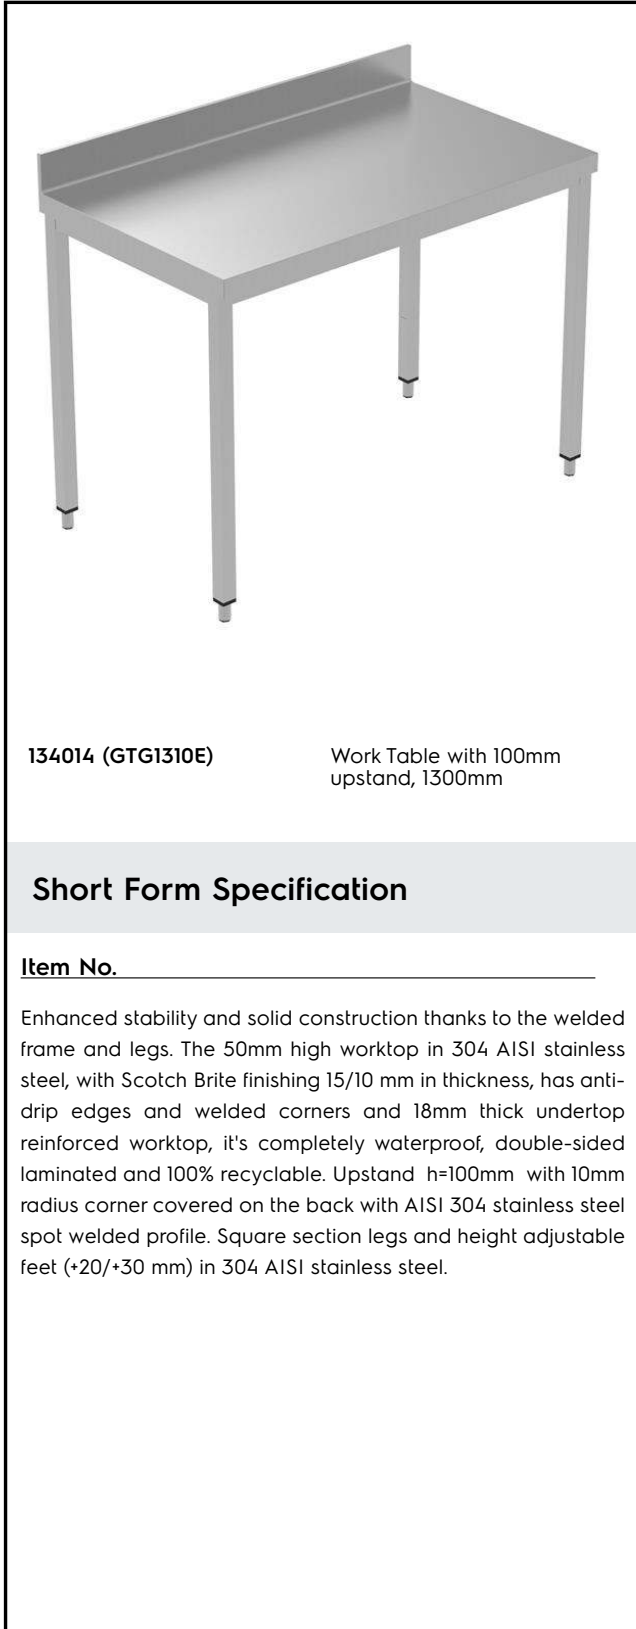 134014 (GTG1310E)
Work Table with 100mm
upstand, 1300mm
Short Form Specification
Item No.
Enhanced stability and solid construction thanks to the welded
frame and legs. The 50mm high worktop in 304 AISI stainless
steel, with Scotch Brite finishing 15/10 mm in thickness, has anti-
drip edges and welded corners and 18mm thick undertop
reinforced worktop, it's completely waterproof, double-sided
laminated and 100% recyclable. Upstand h=100mm with 10mm
radius corner covered on the back with AISI 304 stainless steel
spot welded profile. Square section legs and height adjustable
feet (+20/+30 mm) in 304 AISI stainless steel.